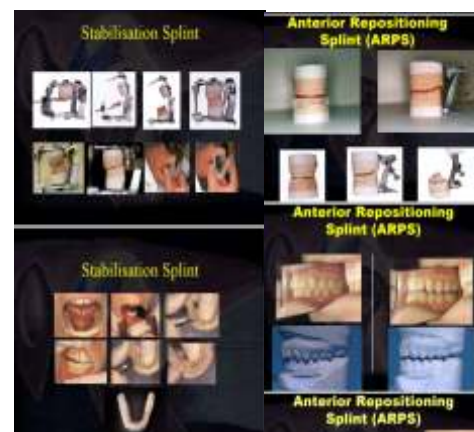 Stabilisation Splint
Stabilisation Splint
Anterior Repositioning
Splint (ARPS)
Anterior Repositioning
Splint (ARPS)
Anterior Repositioning
Splint (ARPS)